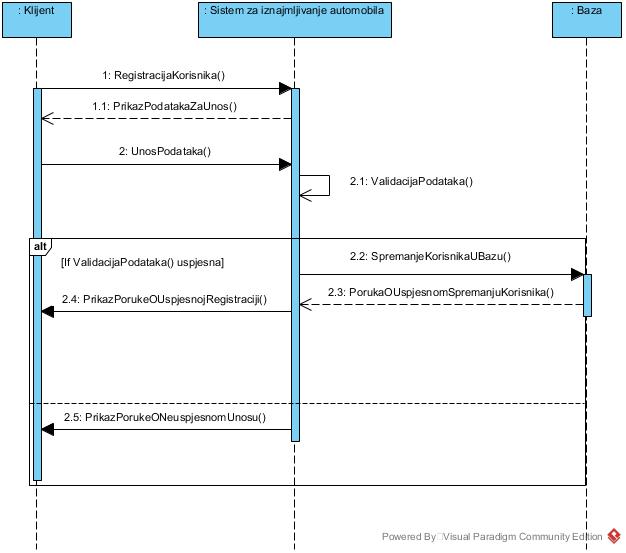 : Klijent
: Sistem za iznajmljivanje automobila
: Baza
1: RegistracijaKorisnika()
1.1: PrikazPodatakaZaUnos()
2: UnosPodataka()
2.1: ValidacijaPodataka()
alt
[If ValidacijaPodataka() uspjesna]
2.2: SpremanjeKorisnikaUBazu()
2.3: PorukaOUspjesnomSpremanjuKorisnika()
2.4: PrikazPorukeOUspjesnojRegistraciji()
2.5: PrikazPorukeONeuspjesnomUnosu()
Powered By Visual Paradigm Community Edition